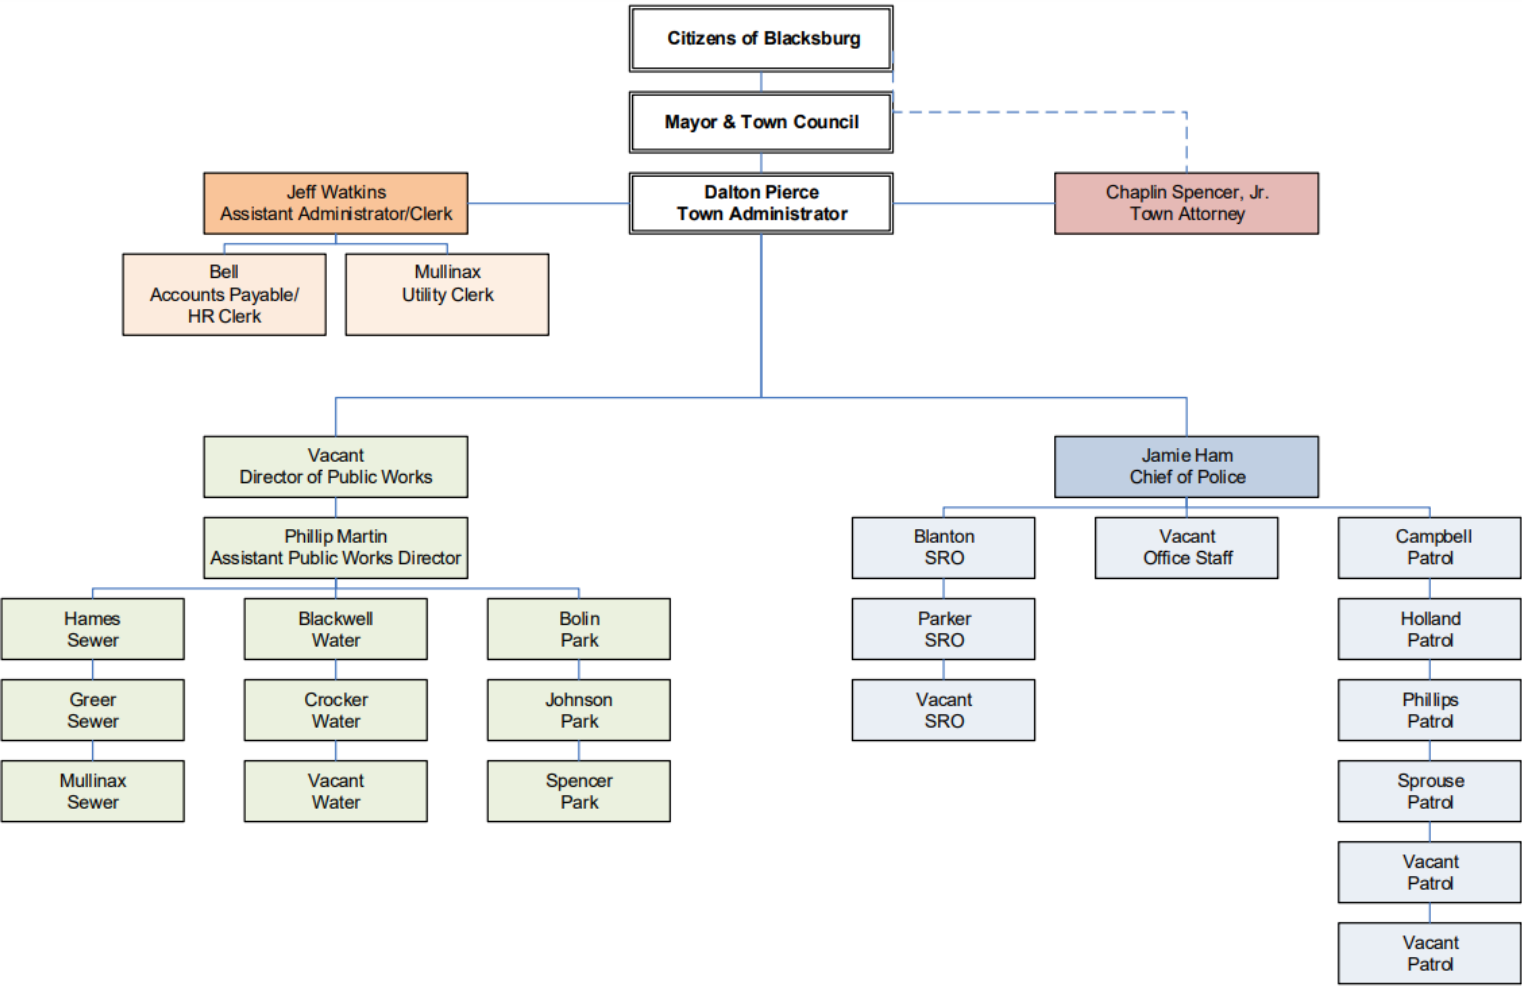 Citizens of Blacksburg
Mayor & Town Council
Jeff Watkins
Assistant Administrator/Clerk
Dalton Pierce
Town Administrator
Chaplin Spencer, Jr.
Town Attorney
Bell
Accounts Payable/
HR Clerk
Mullinax
Utility Clerk
Vacant
Director of Public Works
Jamie Ham
Chief of Police
Phillip Martin
Assistant Public Works Director
Blanton
SRO
Vacant
Office Staff
Campbell
Patrol
Hames
Sewer
Blackwell
Water
Bolin
Park
Parker
SRO
Holland
Patrol
Greer
Sewer
Crocker
Water
Johnson
Park
Vacant
SRO
Phillips
Patrol
Mullinax
Sewer
Vacant
Water
Spencer
Park
Sprouse
Patrol
Vacant
Patrol
Vacant
Patrol